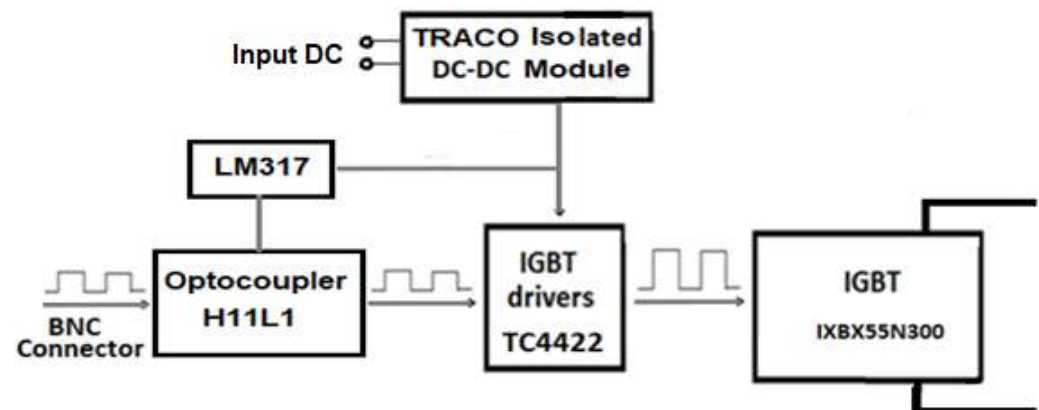 Input DC
TRACO Isolated
DC-DC Module
LM317
BNC
Connector
Optocoupler
H11L1
IGBT
drivers
TC4422
IGBT
IXBX55N300